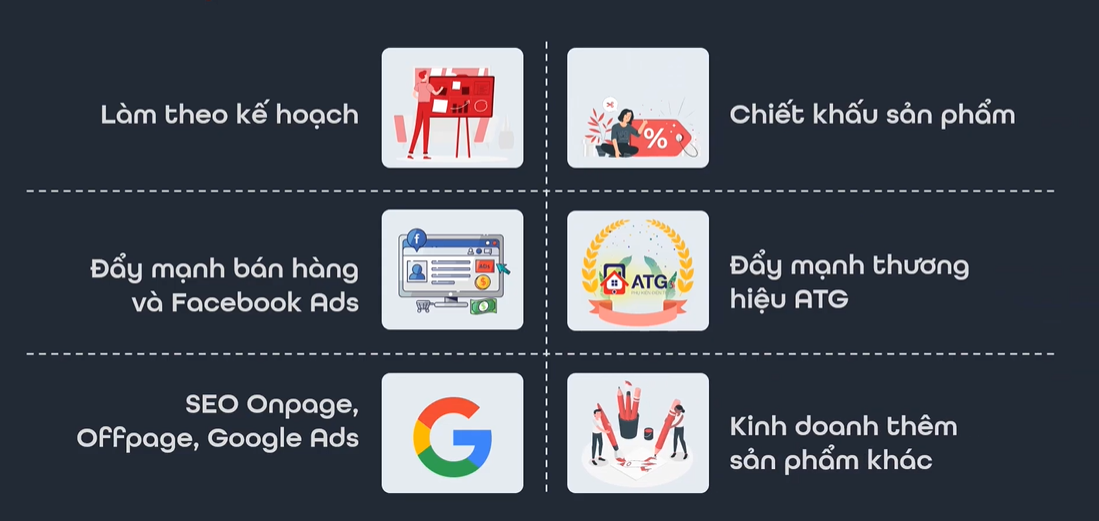 Làm theo kế hoạch
%
Chiết khấu sản phẩm
Đẩy mạnh bán hàng
và Facebook Ads
f
ADS
$
ATG
Đẩy mạnh thương
hiệu ATG
SEO Onpage,
Offpage, Google Ads
G
Kinh doanh thêm
sản phẩm khác